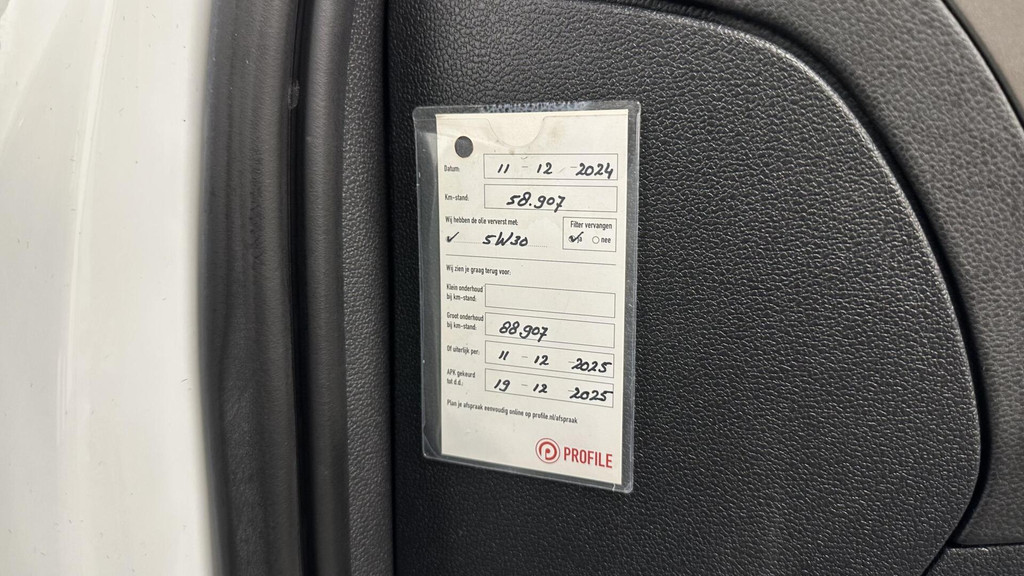 Datum: 11 - 12 - 2024
Km-stand: 58.907
Wij hebben de olie ververst met:
✓ 5W30
Filter vervangen
✓ nee
Wij zien je graag terug voor:
Klein onderhoud
bij km-stand:
Groot onderhoud
bij km-stand: 88.907
Of uiterlijk per: 11 - 12 - 2025
APK gekeurd
tot d.d.: 19 - 12 - 2025
Plan je afspraak eenvoudig online op profile.nl/afspraak
PROFILE